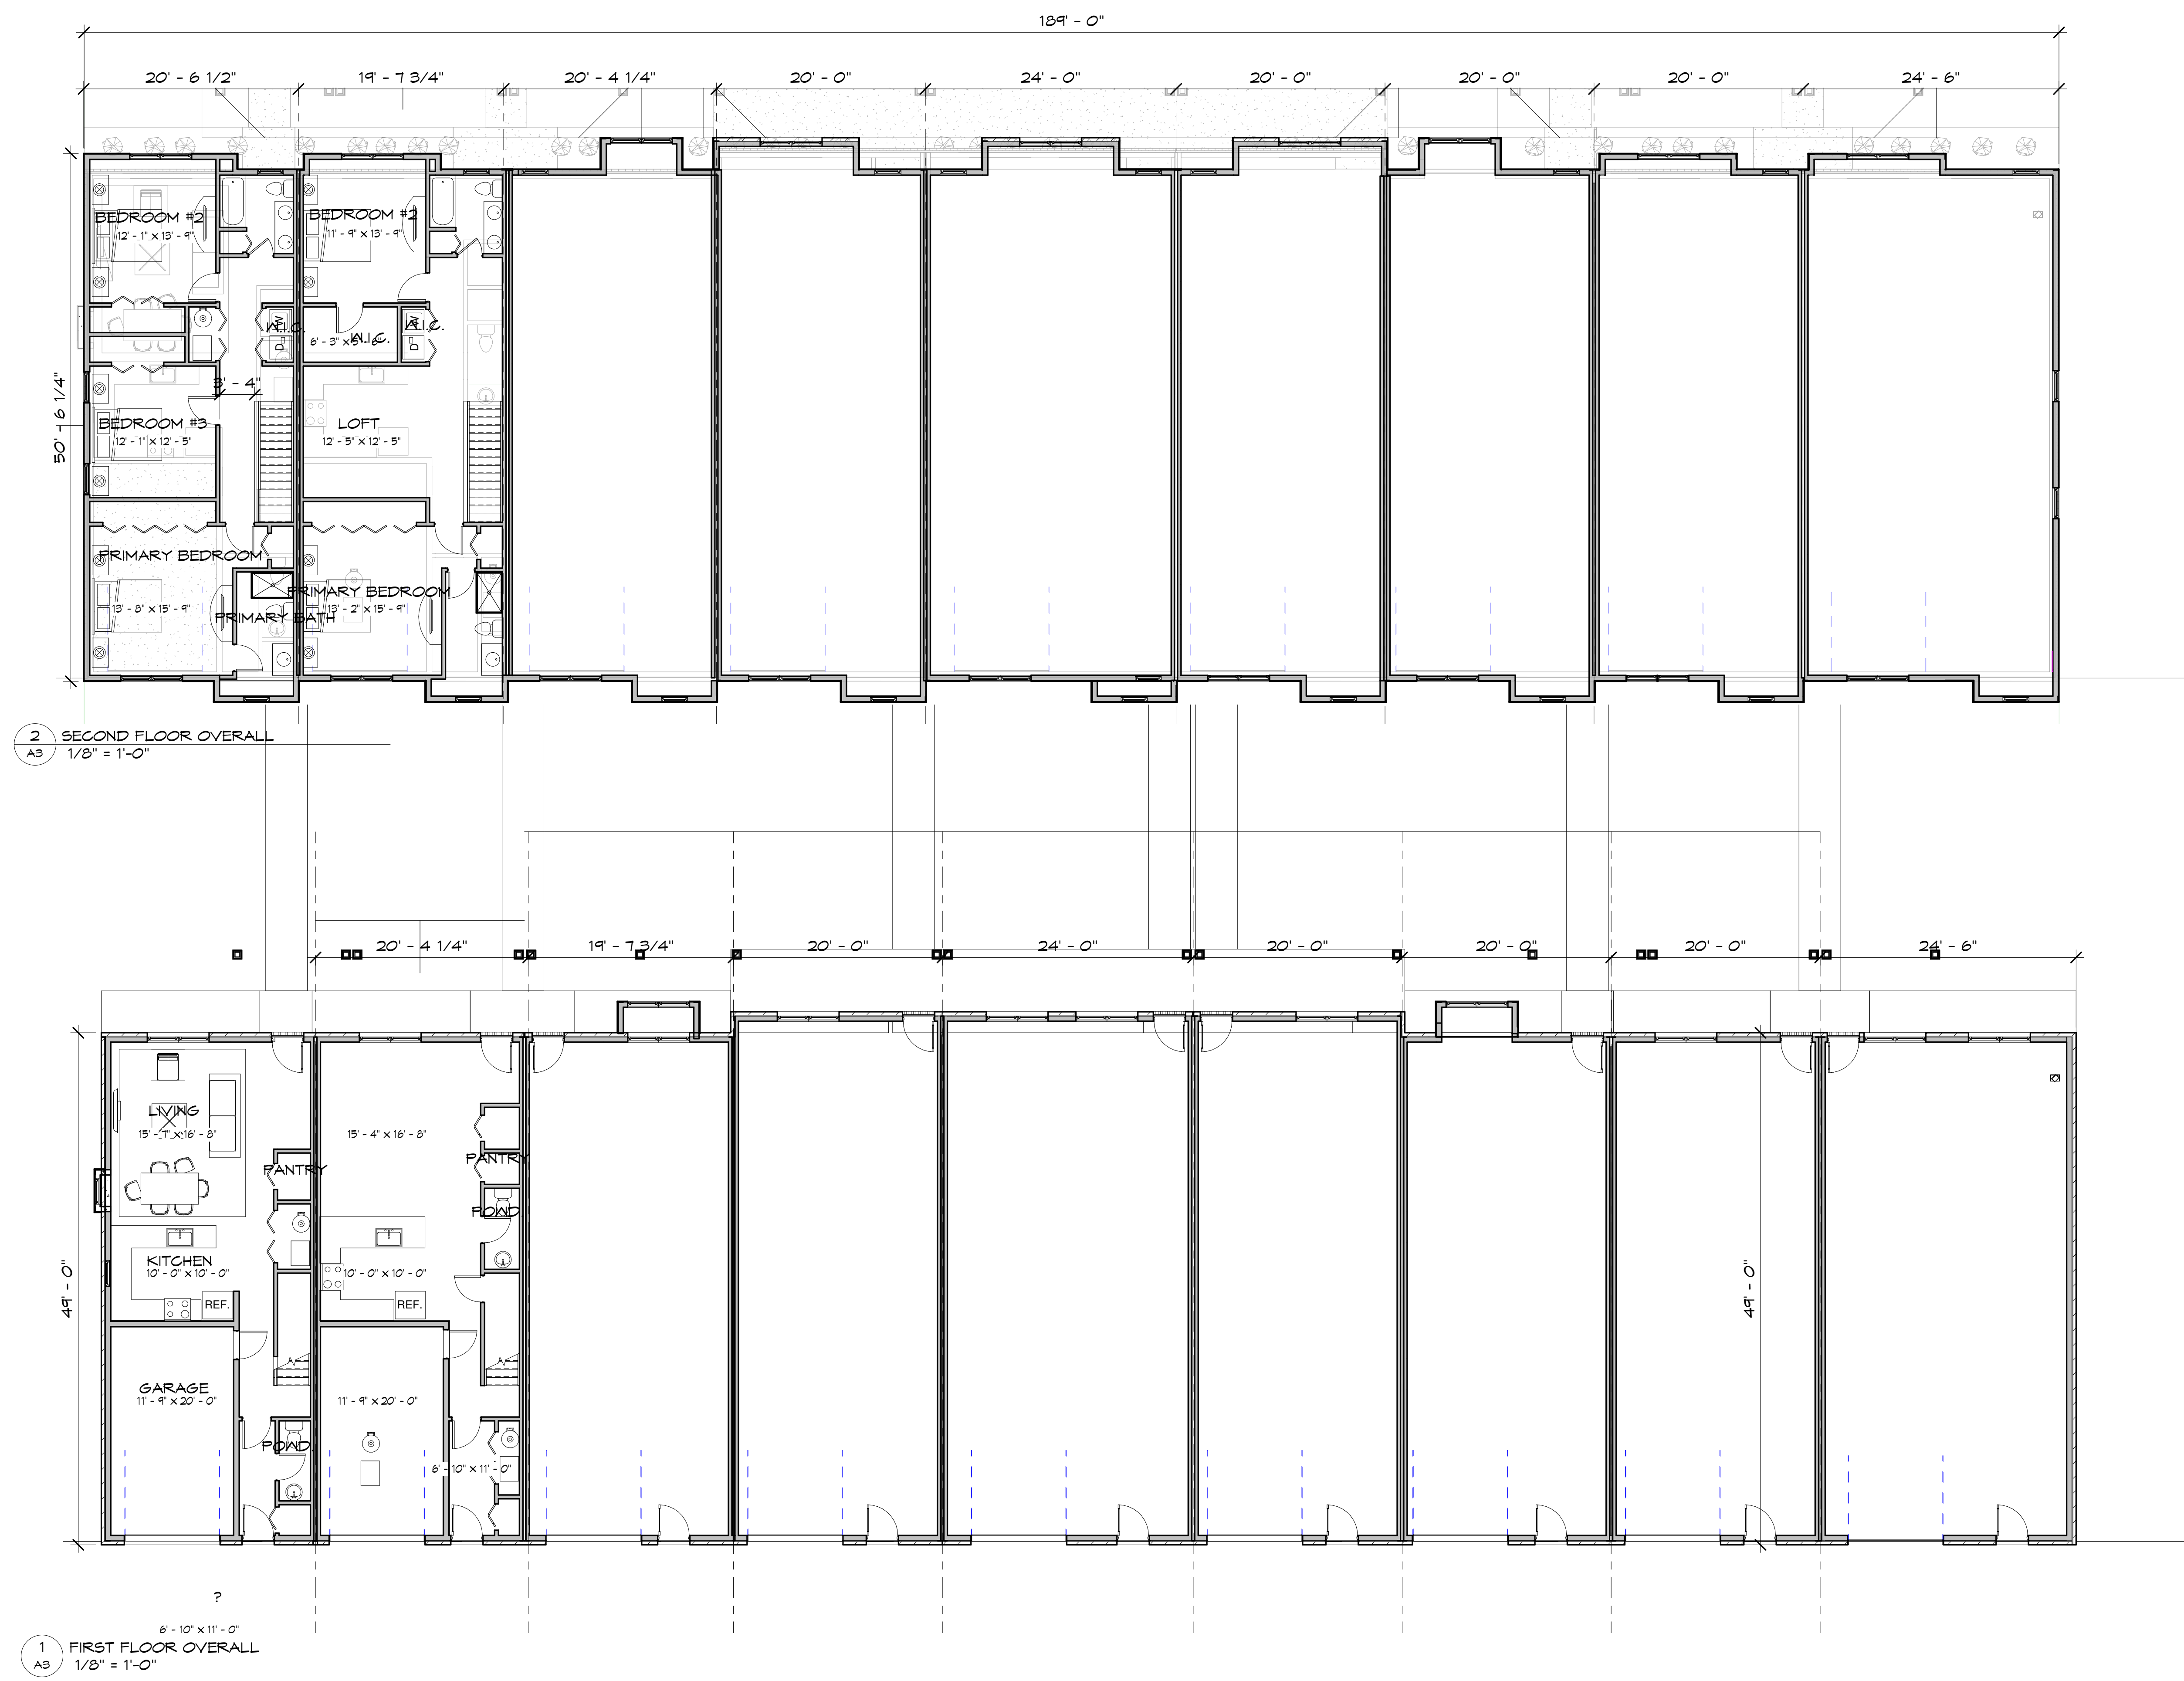 189' - 0"
20' - 6 1/2"
19' - 7 3/4"
20' - 4 1/4"
20' - 0"
24' - 0"
20' - 0"
20' - 0"
20' - 0"
24' - 6"
BEDROOM #2
12' - 1" x 13' - 9"
BEDROOM #2
11' - 9" x 13' - 9"
W.I.C.
W
D
W.I.C.
6' - 3" x 5' - 6"
W.I.C.
W
D
3' - 4"
50' - 6 1/4"
BEDROOM #3
12' - 1" x 12' - 5"
LOFT
12' - 5" x 12' - 5"
PRIMARY BEDROOM
13' - 8" x 15' - 9"
PRIMARY BATH
PRIMARY BEDROOM
13' - 2" x 15' - 9"
2
A3
SECOND FLOOR OVERALL
1/8" = 1'-0"
20' - 4 1/4"
19' - 7 3/4"
20' - 0"
24' - 0"
20' - 0"
20' - 0"
20' - 0"
24' - 6"
LIVING
15' - 7" x 16' - 8"
15' - 4" x 16' - 8"
PANTRY
PANTRY
POWD.
KITCHEN
10' - 0" x 10' - 0"
10' - 0" x 10' - 0"
REF.
REF.
49' - 0"
49' - 0"
GARAGE
11' - 9" x 20' - 0"
11' - 9" x 20' - 0"
POWD.
6' - 10" x 11' - 0"
?
6' - 10" x 11' - 0"
1
A3
FIRST FLOOR OVERALL
1/8" = 1'-0"